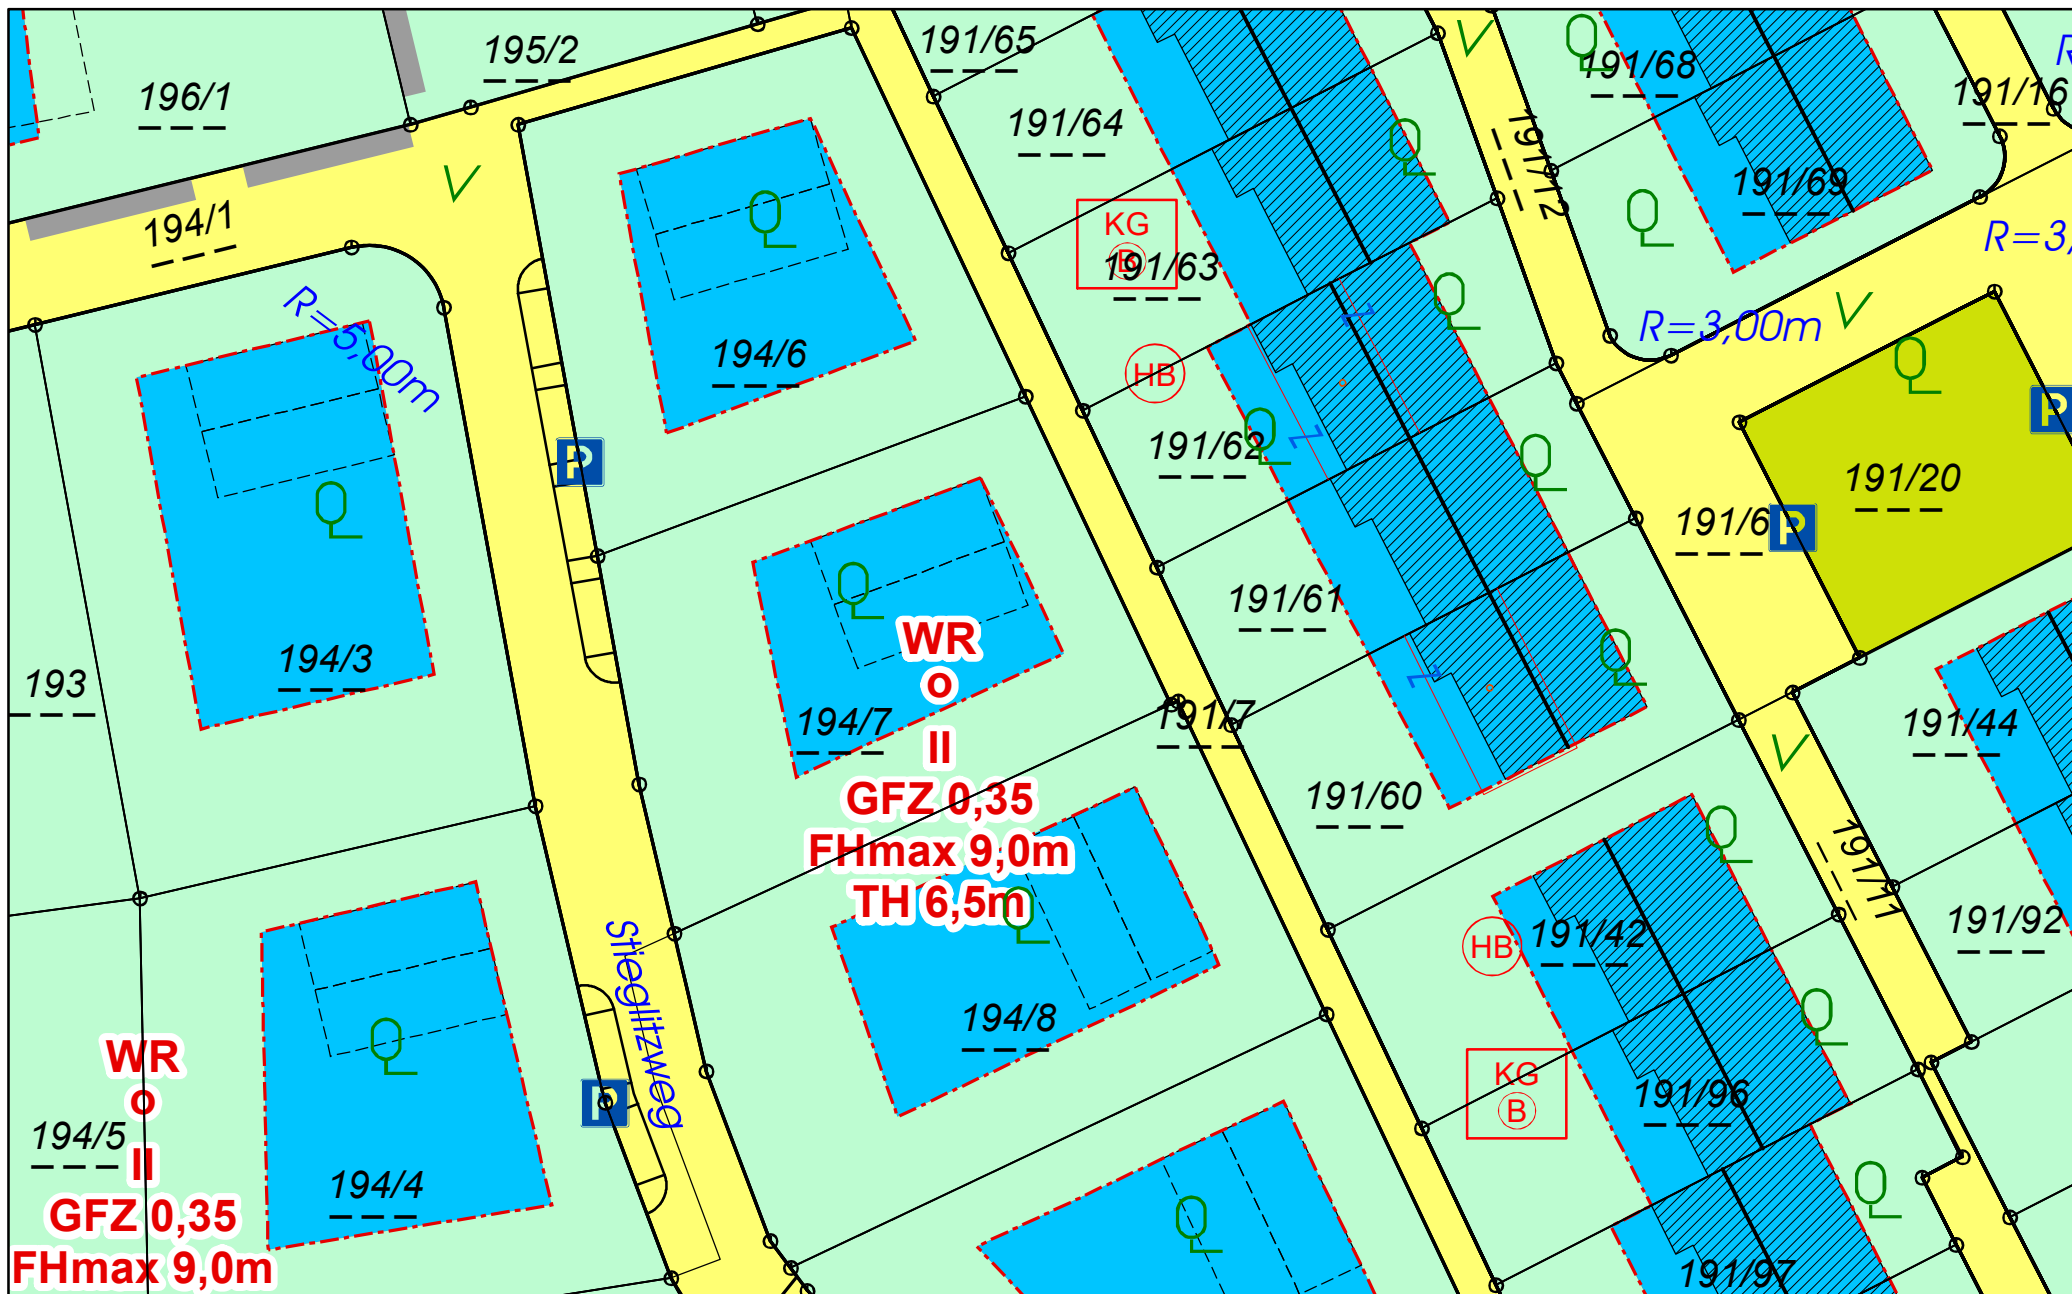 195/2
191/65
191/68
R
196/1
191/16
191/64
191/12
191/69
194/1
KG
B
191/63
R=3,
R=5,00m
R=3,00m
194/6
HB
P
191/62
P
191/20
191/6
P
191/61
194/3
193
WR
o
II
GFZ 0,35
FHmax 9,0m
TH 6,5m
194/7
191/7
191/44
191/60
191/11
HB
191/42
191/92
Stieglitzweg
194/8
WR
o
II
GFZ 0,35
FHmax 9,0m
194/5
194/4
P
KG
B
191/96
191/97